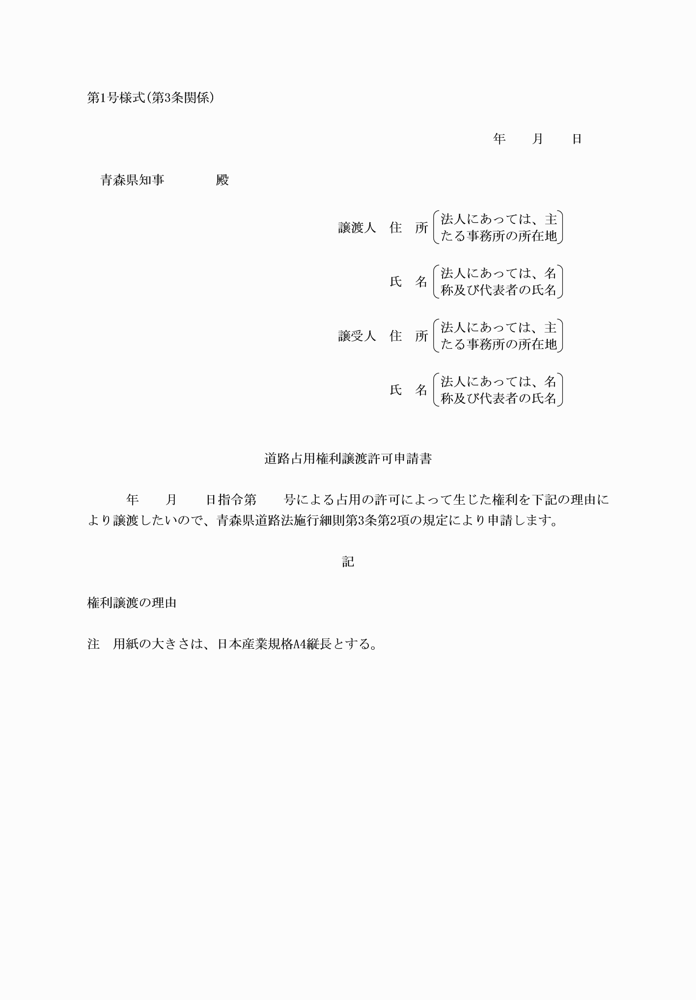 第1号様式(第3条関係)
年　　月　　日
青森県知事　　　　殿
譲渡人　住　所 法人にあっては、主
たる事務所の所在地
氏　名 法人にあっては、名
称及び代表者の氏名
譲受人　住　所 法人にあっては、主
たる事務所の所在地
氏　名 法人にあっては、名
称及び代表者の氏名
道路占用権利譲渡許可申請書
年　　月　　日指令第　　号による占用の許可によって生じた権利を下記の理由に
より譲渡したいので、青森県道路法施行細則第3条第2項の規定により申請します。
記
権利譲渡の理由
注　用紙の大きさは、日本産業規格A4縦長とする。